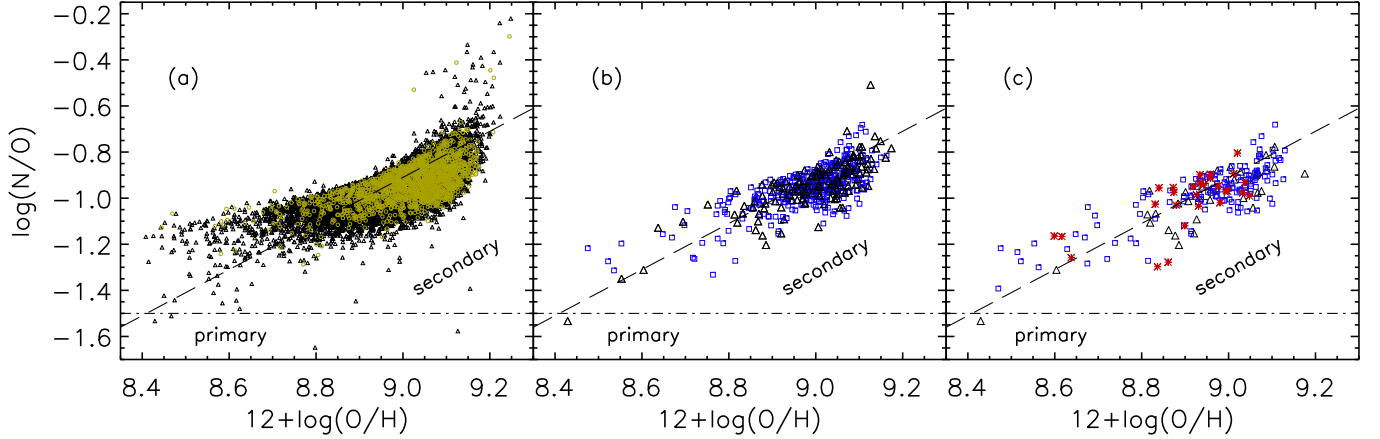 −0.2
−0.4
−0.6
−0.8
−1.0
−1.2
−1.4
−1.6
log(N/O)
(a)
secondary
primary
8.4 8.6 8.8 9.0 9.2
12+log(O/H)
(b)
secondary
primary
8.4 8.6 8.8 9.0 9.2
12+log(O/H)
(c)
secondary
primary
8.4 8.6 8.8 9.0 9.2
12+log(O/H)